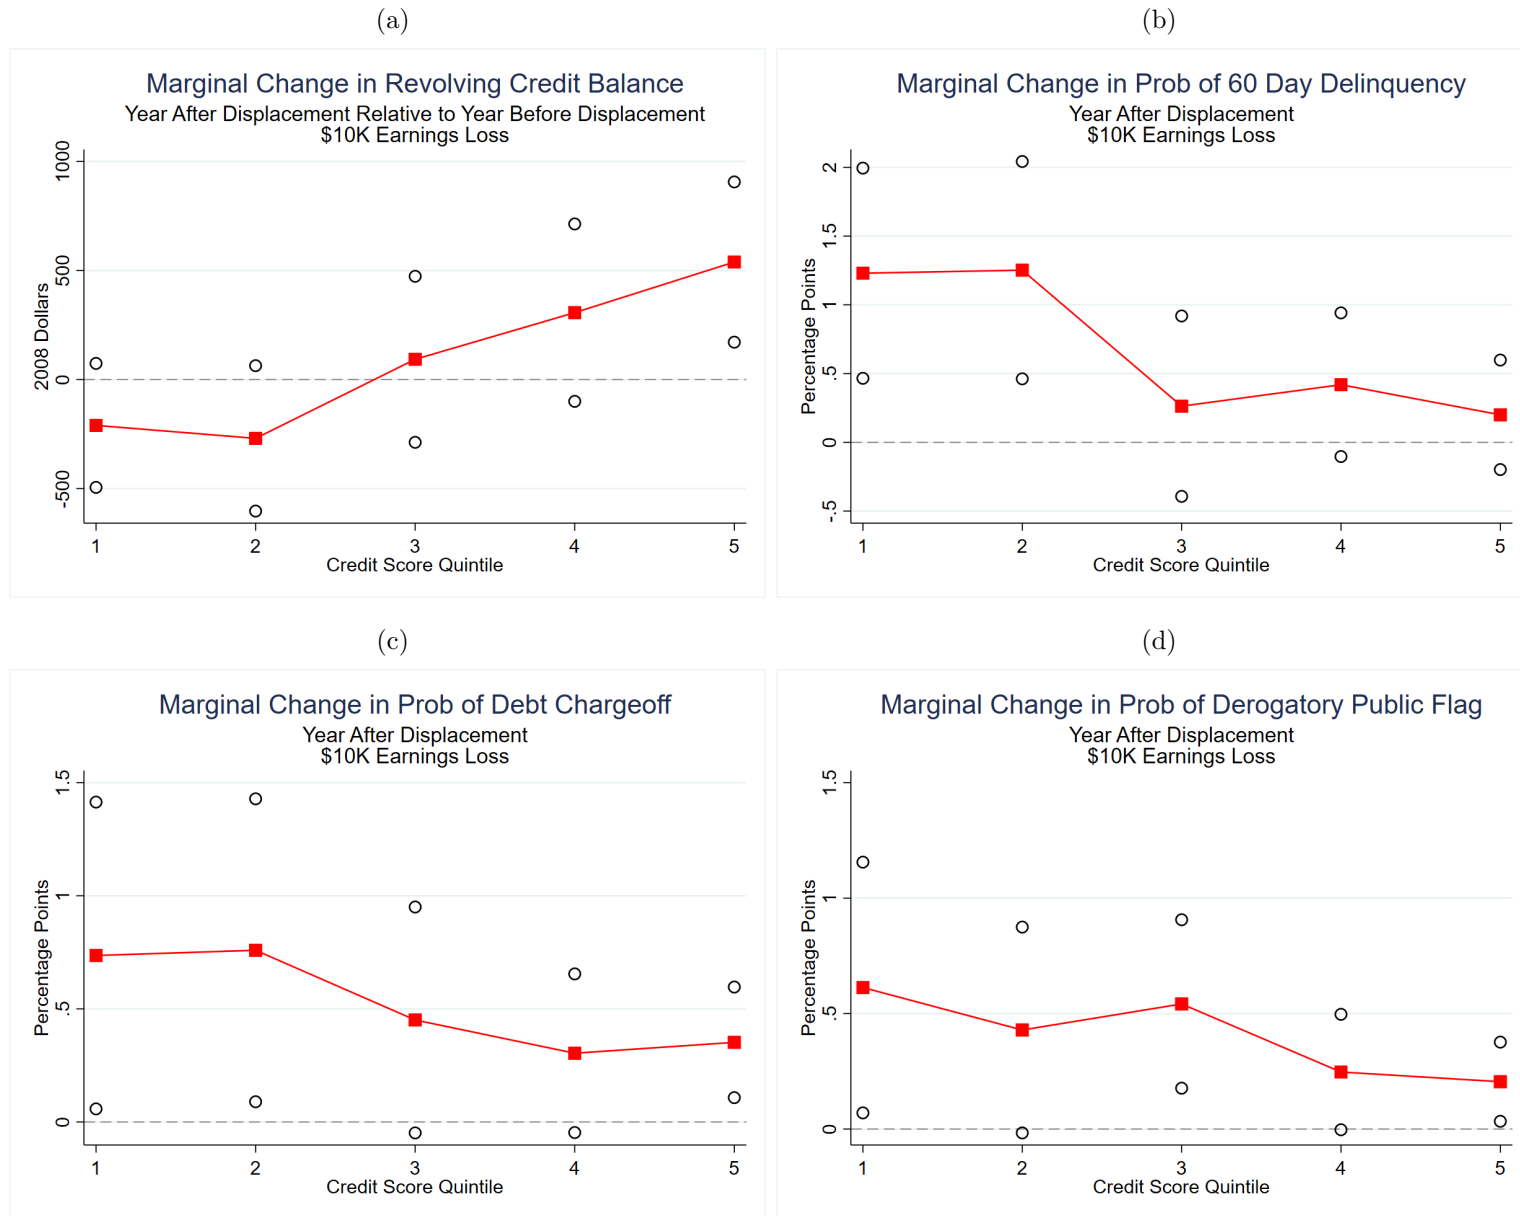 (a)
Marginal Change in Revolving Credit Balance
Year After Displacement Relative to Year Before Displacement
$10K Earnings Loss
2008 Dollars
1000
500
0
-500
1 2 3 4 5
Credit Score Quintile
(b)
Marginal Change in Prob of 60 Day Delinquency
Year After Displacement
$10K Earnings Loss
Percentage Points
2
1.5
1
.5
0
-.5
1 2 3 4 5
Credit Score Quintile
(c)
Marginal Change in Prob of Debt Chargeoff
Year After Displacement
$10K Earnings Loss
Percentage Points
1.5
1
.5
0
1 2 3 4 5
Credit Score Quintile
(d)
Marginal Change in Prob of Derogatory Public Flag
Year After Displacement
$10K Earnings Loss
Percentage Points
1.5
1
.5
0
1 2 3 4 5
Credit Score Quintile